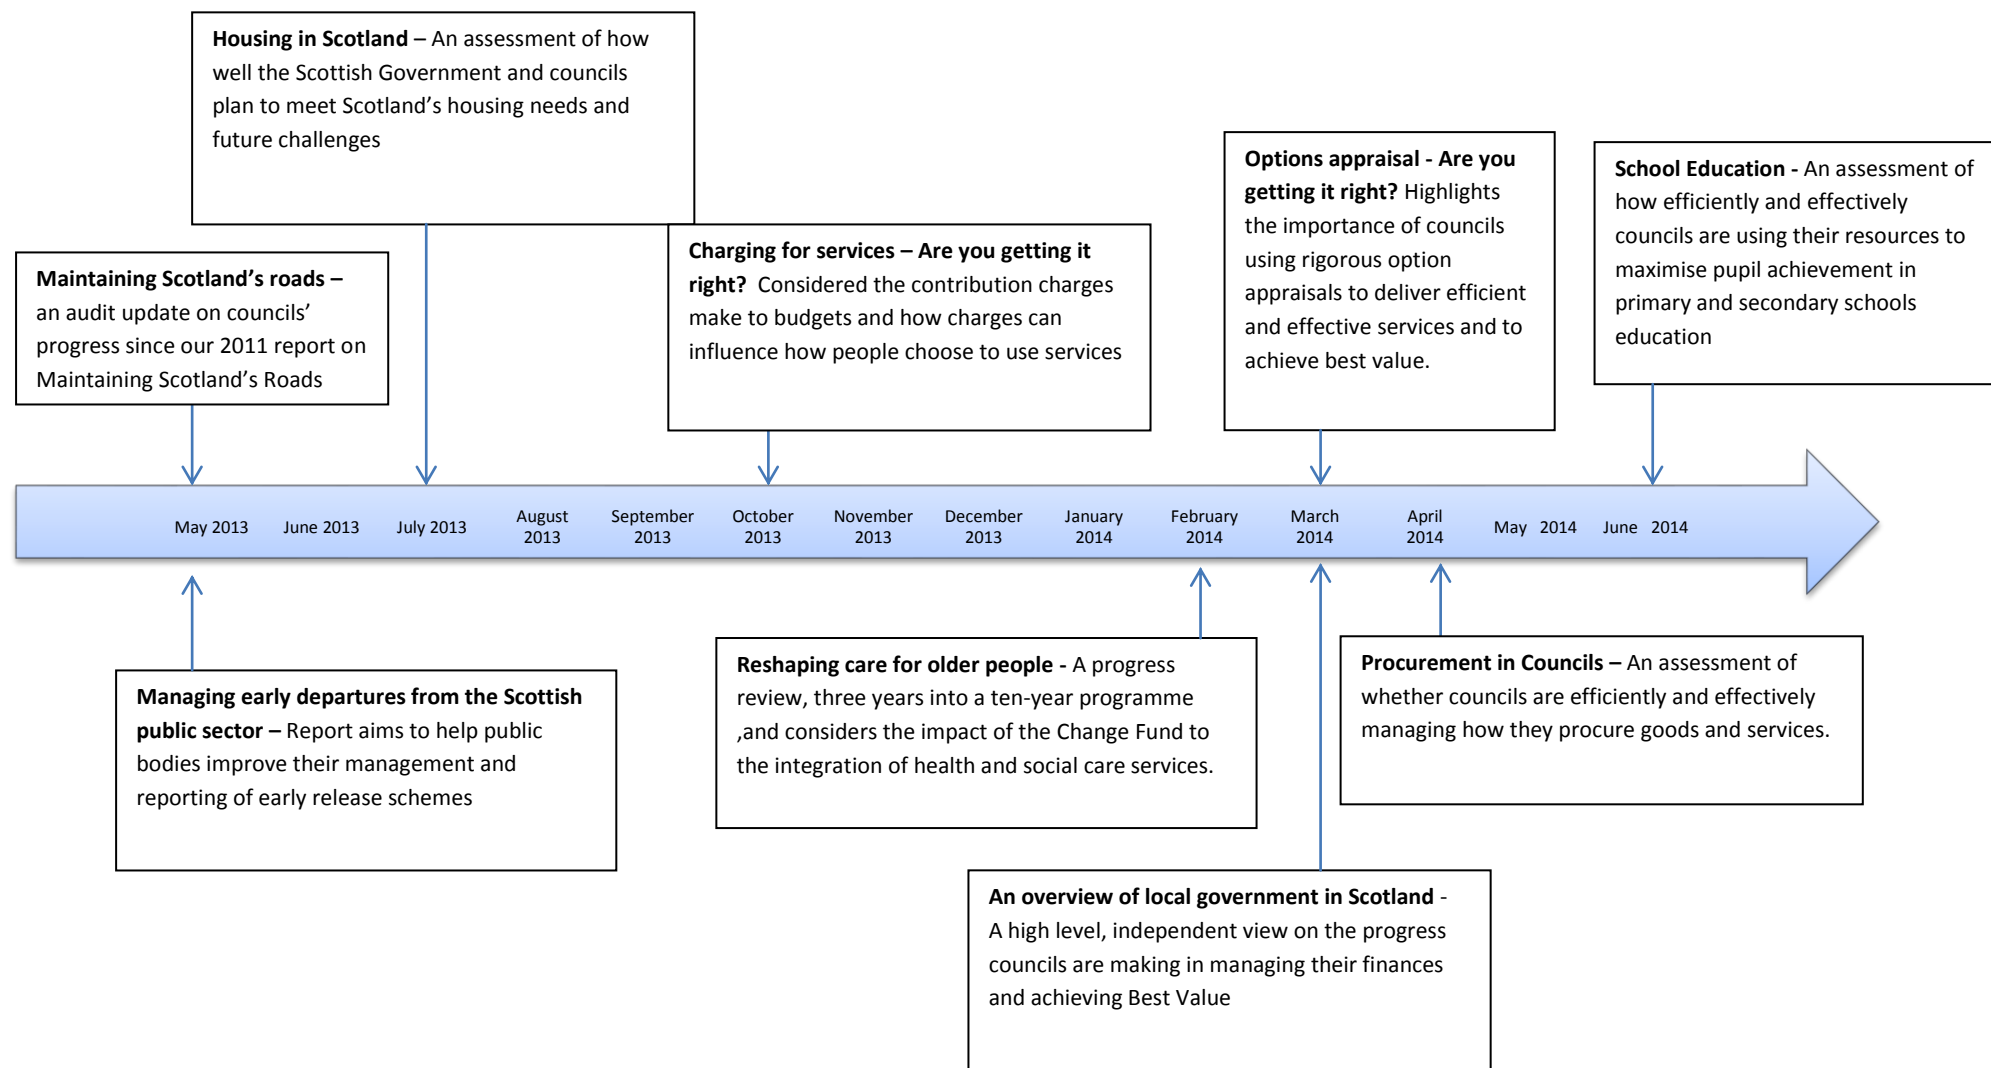 Housing in Scotland – An assessment of how
well the Scottish Government and councils
plan to meet Scotland’s housing needs and
future challenges
Maintaining Scotland’s roads –
an audit update on councils’
progress since our 2011 report on
Maintaining Scotland’s Roads
Charging for services – Are you getting it
right?  Considered the contribution charges
make to budgets and how charges can
influence how people choose to use services
Options appraisal - Are you
getting it right? Highlights
the importance of councils
using rigorous option
appraisals to deliver efficient
and effective services and to
achieve best value.
School Education - An assessment of
how efficiently and effectively
councils are using their resources to
maximise pupil achievement in
primary and secondary schools
education
May 2013
June 2013
July 2013
August
2013
September
2013
October
2013
November
2013
December
2013
January
2014
February
2014
March
2014
April
2014
May  2014
June  2014
Managing early departures from the Scottish
public sector – Report aims to help public
bodies improve their management and
reporting of early release schemes
Reshaping care for older people - A progress
review, three years into a ten-year programme
,and considers the impact of the Change Fund to
the integration of health and social care services.
Procurement in Councils – An assessment of
whether councils are efficiently and effectively
managing how they procure goods and services.
An overview of local government in Scotland -
A high level, independent view on the progress
councils are making in managing their finances
and achieving Best Value